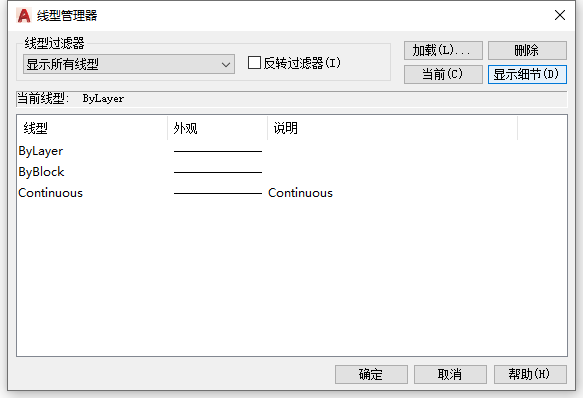 线型管理器
线型过滤器
显示所有线型
反转过滤器(I)
加载(L)... 删除
当前(C) 显示细节(D)
当前线型: ByLayer
线型 外观 说明
ByLayer
ByBlock
Continuous Continuous
确定 取消 帮助(H)